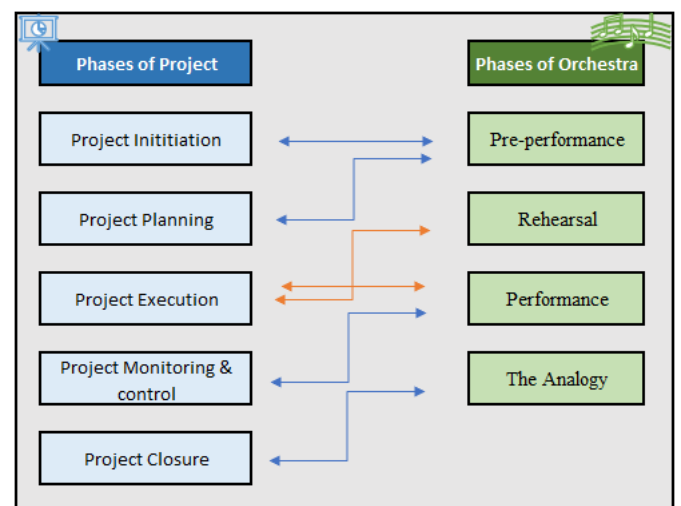 Phases of Project
Phases of Orchestra
Project Inititiation
Pre-performance
Project Planning
Rehearsal
Project Execution
Performance
Project Monitoring &
control
The Analogy
Project Closure